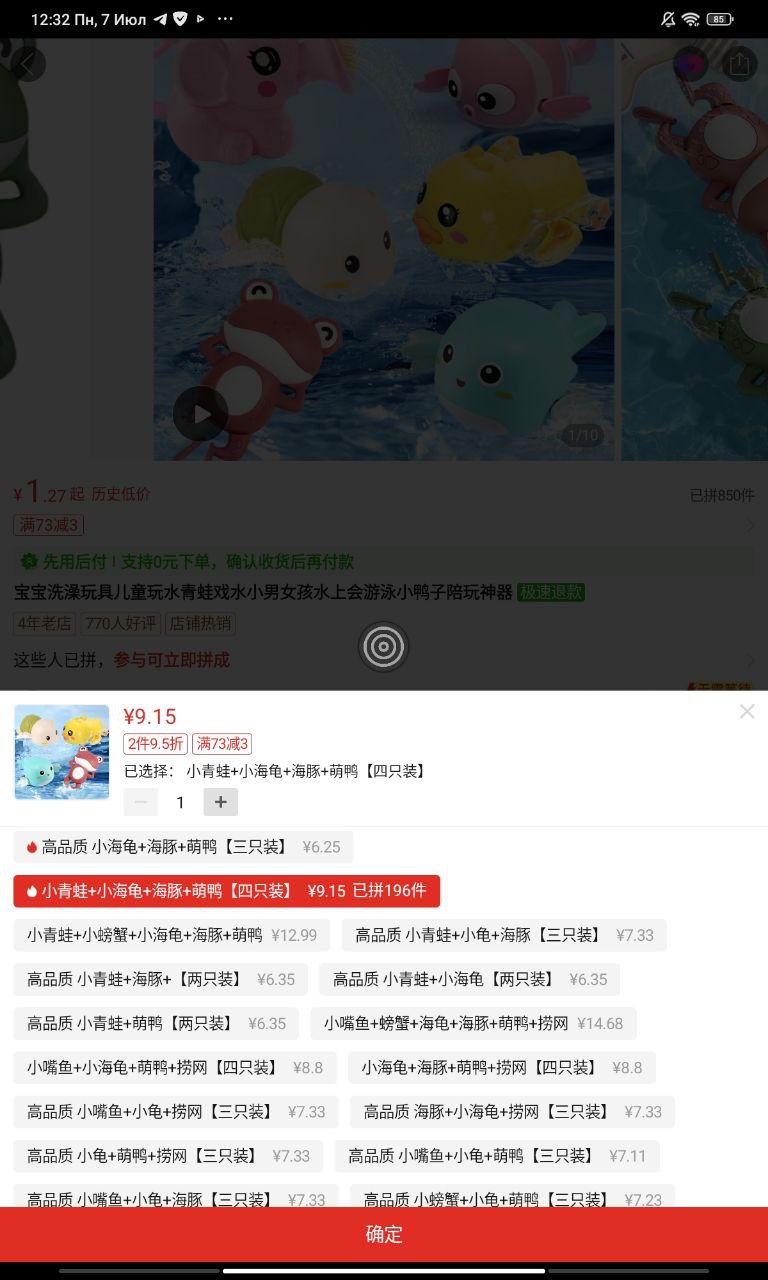 12:32 Пн, 7 Июл ··· 85
1/10
¥1.27起 历史低价 已拼850件
满73减3
先用后付 | 支持0元下单，确认收货后再付款
宝宝洗澡玩具儿童玩水青蛙戏水小男女孩水上会游泳小鸭子陪玩神器 极速退款
4年老店 770人好评 店铺热销
这些人已拼，参与可立即拼成
¥9.15
2件9.5折 满73减3
已选择： 小青蛙+小海龟+海豚+萌鸭【四只装】
1
高品质 小海龟+海豚+萌鸭【三只装】 ¥6.25
小青蛙+小海龟+海豚+萌鸭【四只装】 ¥9.15 已拼196件
小青蛙+小螃蟹+小海龟+海豚+萌鸭 ¥12.99 高品质 小青蛙+小龟+海豚【三只装】 ¥7.33
高品质 小青蛙+海豚+【两只装】 ¥6.35 高品质 小青蛙+小海龟【两只装】 ¥6.35
高品质 小青蛙+萌鸭【两只装】 ¥6.35 小嘴鱼+螃蟹+海龟+海豚+萌鸭+捞网 ¥14.68
小嘴鱼+小海龟+萌鸭+捞网【四只装】 ¥8.8 小海龟+海豚+萌鸭+捞网【四只装】 ¥8.8
高品质 小嘴鱼+小龟+捞网【三只装】 ¥7.33 高品质 海豚+小海龟+捞网【三只装】 ¥7.33
高品质 小龟+萌鸭+捞网【三只装】 ¥7.33 高品质 小嘴鱼+小龟+萌鸭【三只装】 ¥7.11
高品质 小嘴鱼+小龟+海豚【三只装】 ¥7.33 高品质 小螃蟹+小龟+萌鸭【三只装】 ¥7.23
确定